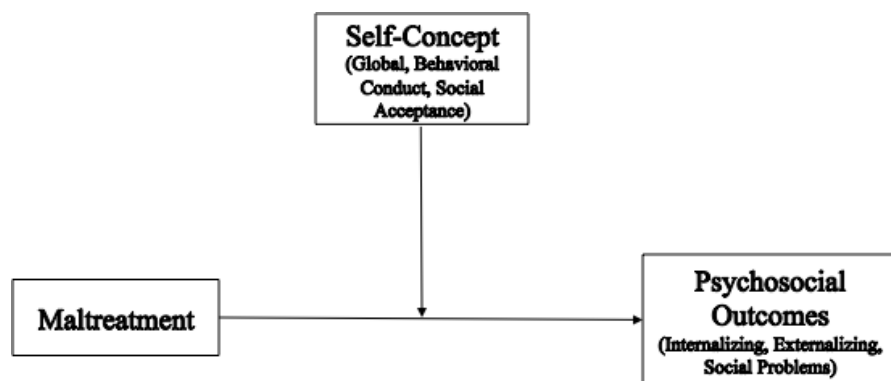 Self-Concept
(Global, Behavioral
Conduct, Social
Acceptance)
Maltreatment
Psychosocial
Outcomes
(Internalizing, Externalizing,
Social Problems)